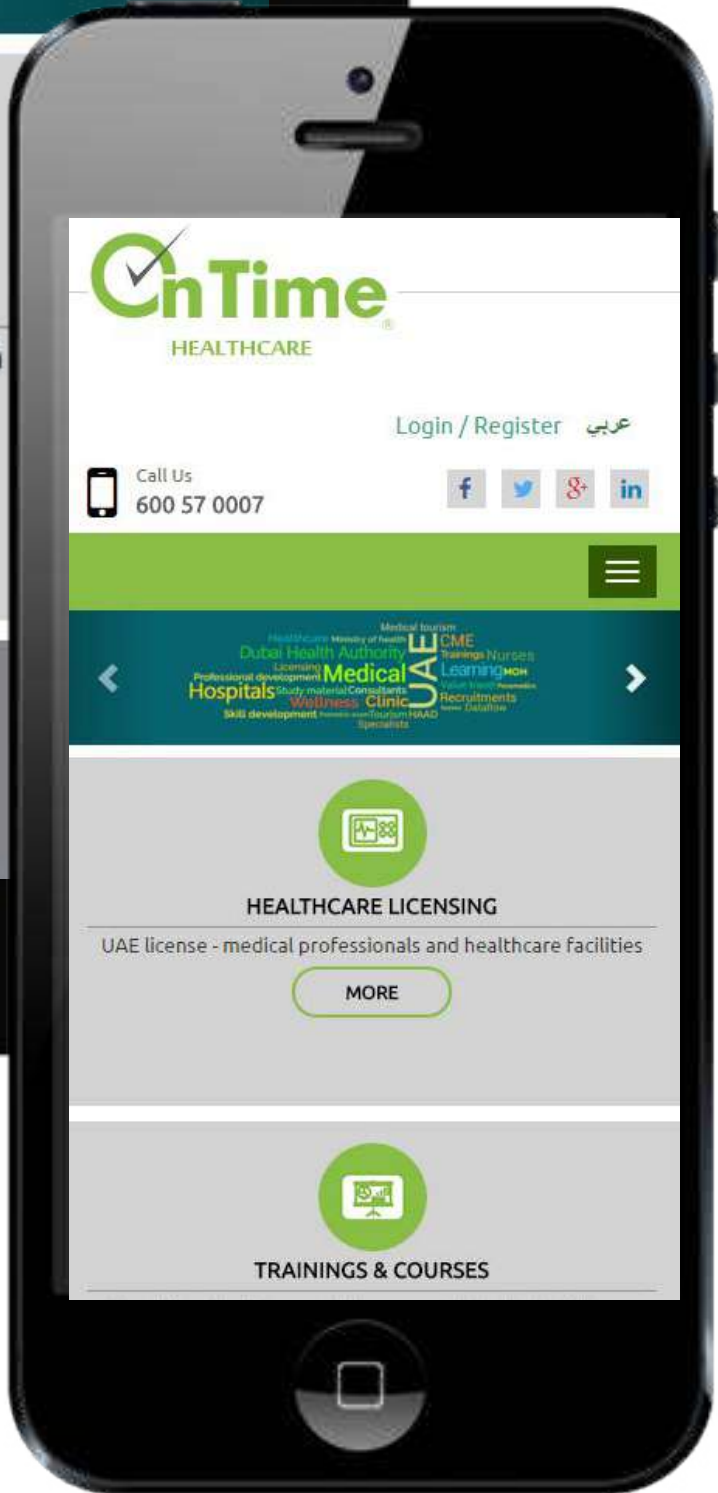 OnTime®
HEALTHCARE
Login / Register عربي
Call Us
600 57 0007
Medical tourism
Healthcare Ministry of health UAE CME
Dubai Health Authority Trainings Nurses
Licensing Medical Learning MOH
Professional development
Hospitals Study material Consultants Recruitments
Wellness Clinic Dataflow
Skill development Tourism HAAD
Specialists
HEALTHCARE LICENSING
UAE license - medical professionals and healthcare facilities
MORE
TRAININGS & COURSES